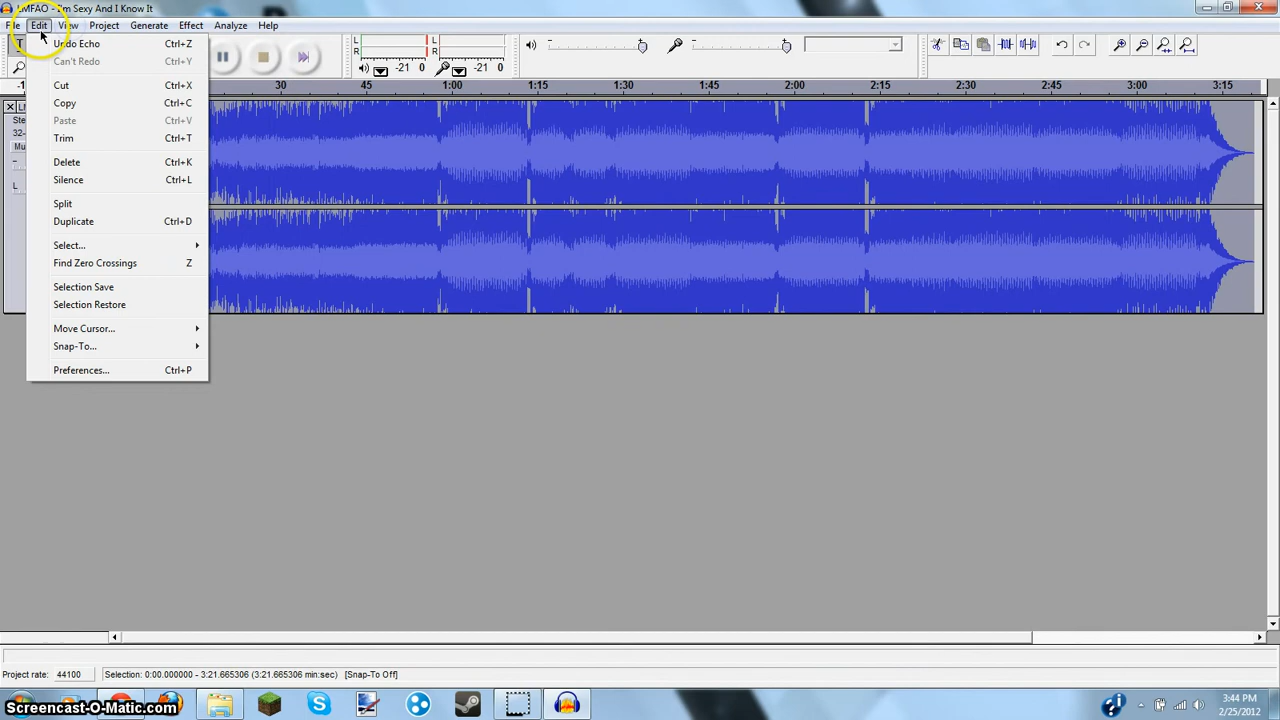 LMFAO - I'm Sexy And I Know It
File Edit View Project Generate Effect Analyze Help
Undo Echo Ctrl+Z
Can't Redo Ctrl+Y
Cut Ctrl+X
Copy Ctrl+C
Paste Ctrl+V
Trim Ctrl+T
Delete Ctrl+K
Silence Ctrl+L
Split
Duplicate Ctrl+D
Select...
Find Zero Crossings Z
Selection Save
Selection Restore
Move Cursor...
Snap-To...
Preferences... Ctrl+P
L
R
-21 0
L
R
-21 0
-1 30 45 1:00 1:15 1:30 1:45 2:00 2:15 2:30 2:45 3:00 3:15
L
Project rate: 44100 Selection: 0:00.000000 - 3:21.665306 (3:21.665306 min:sec) [Snap-To Off]
Screencast-O-Matic.com
3:44 PM
2/25/2012